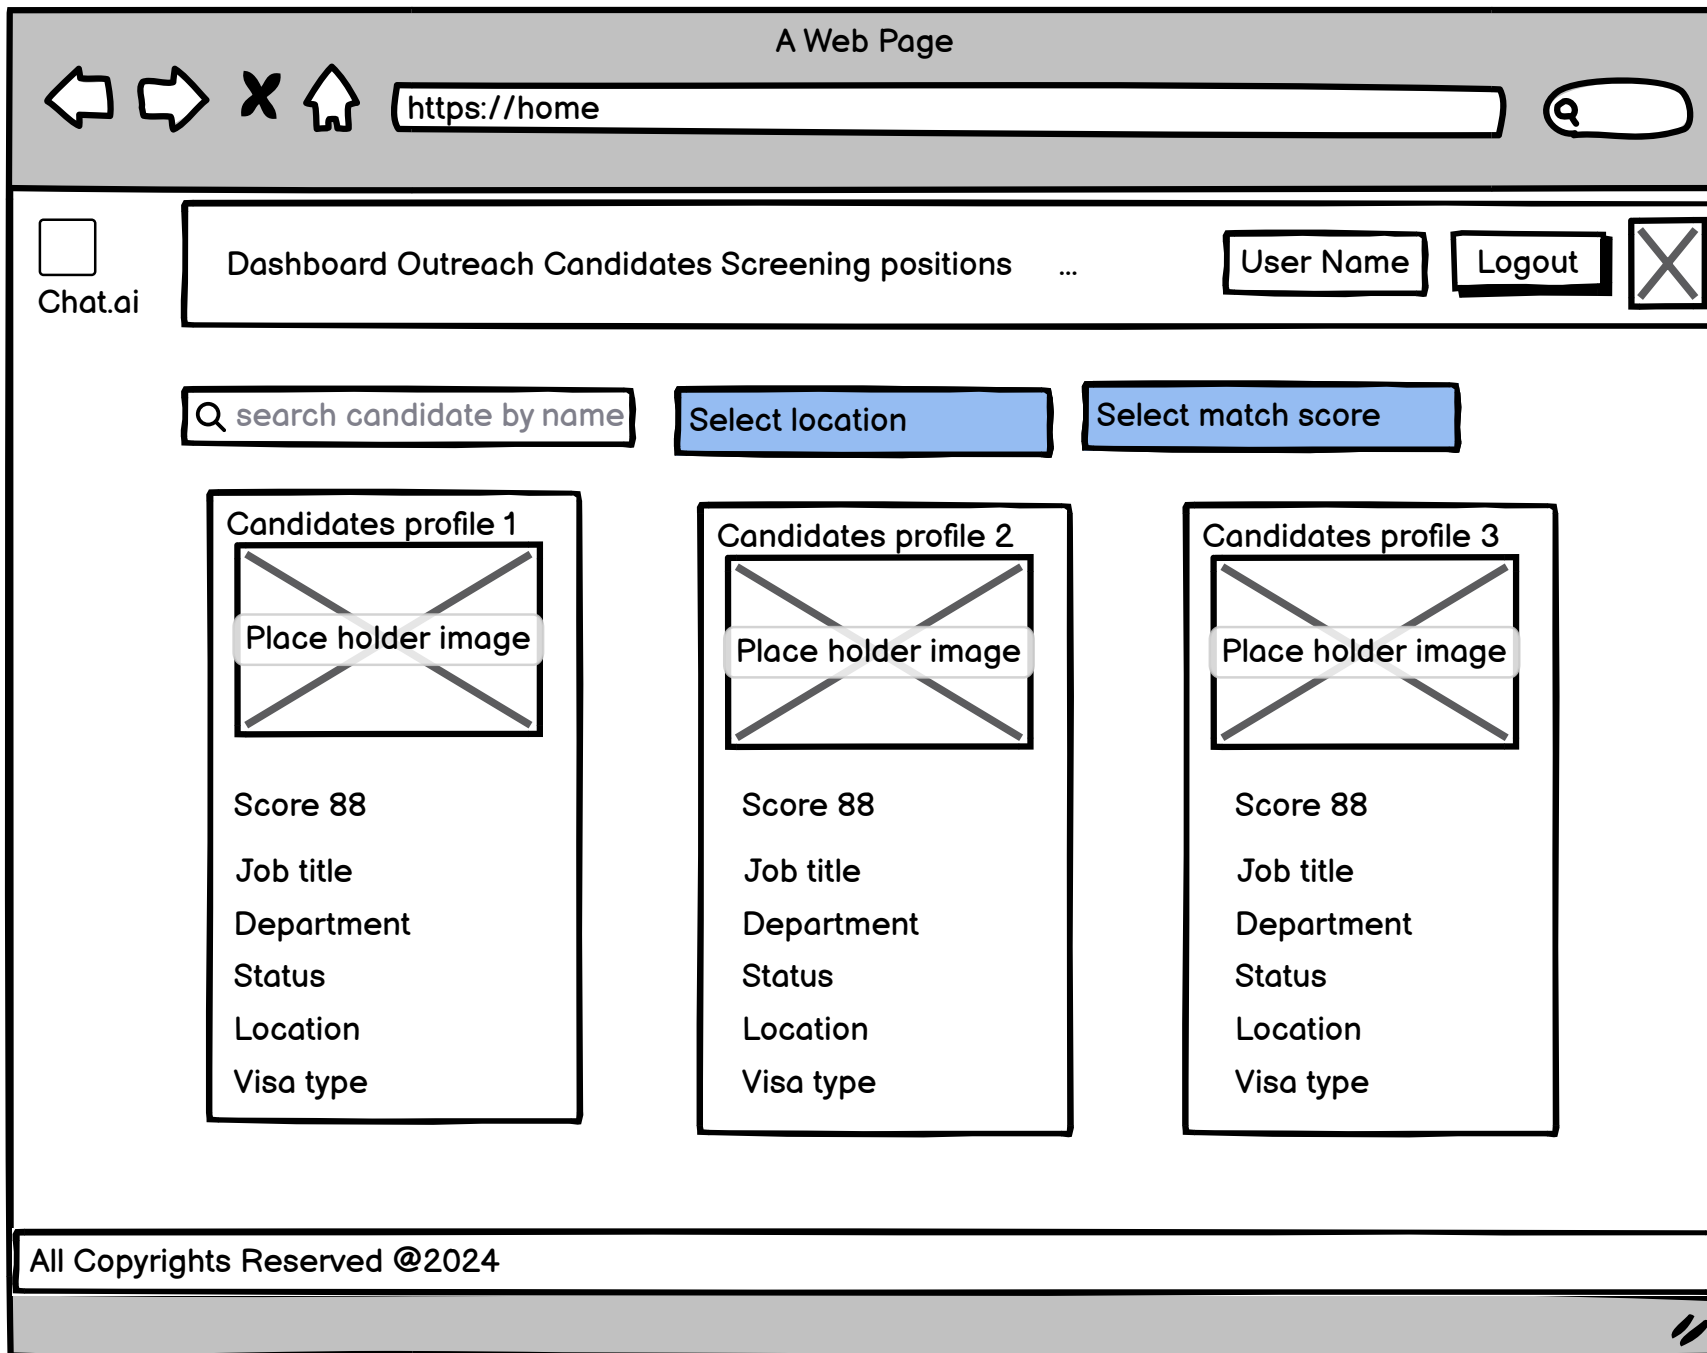 A Web Page
https://home
Chat.ai
Dashboard Outreach Candidates Screening positions ...
User Name
Logout
search candidate by name
Select location
Select match score
Candidates profile 1
Place holder image
Score 88
Job title
Department
Status
Location
Visa type
Candidates profile 2
Place holder image
Score 88
Job title
Department
Status
Location
Visa type
Candidates profile 3
Place holder image
Score 88
Job title
Department
Status
Location
Visa type
All Copyrights Reserved @2024